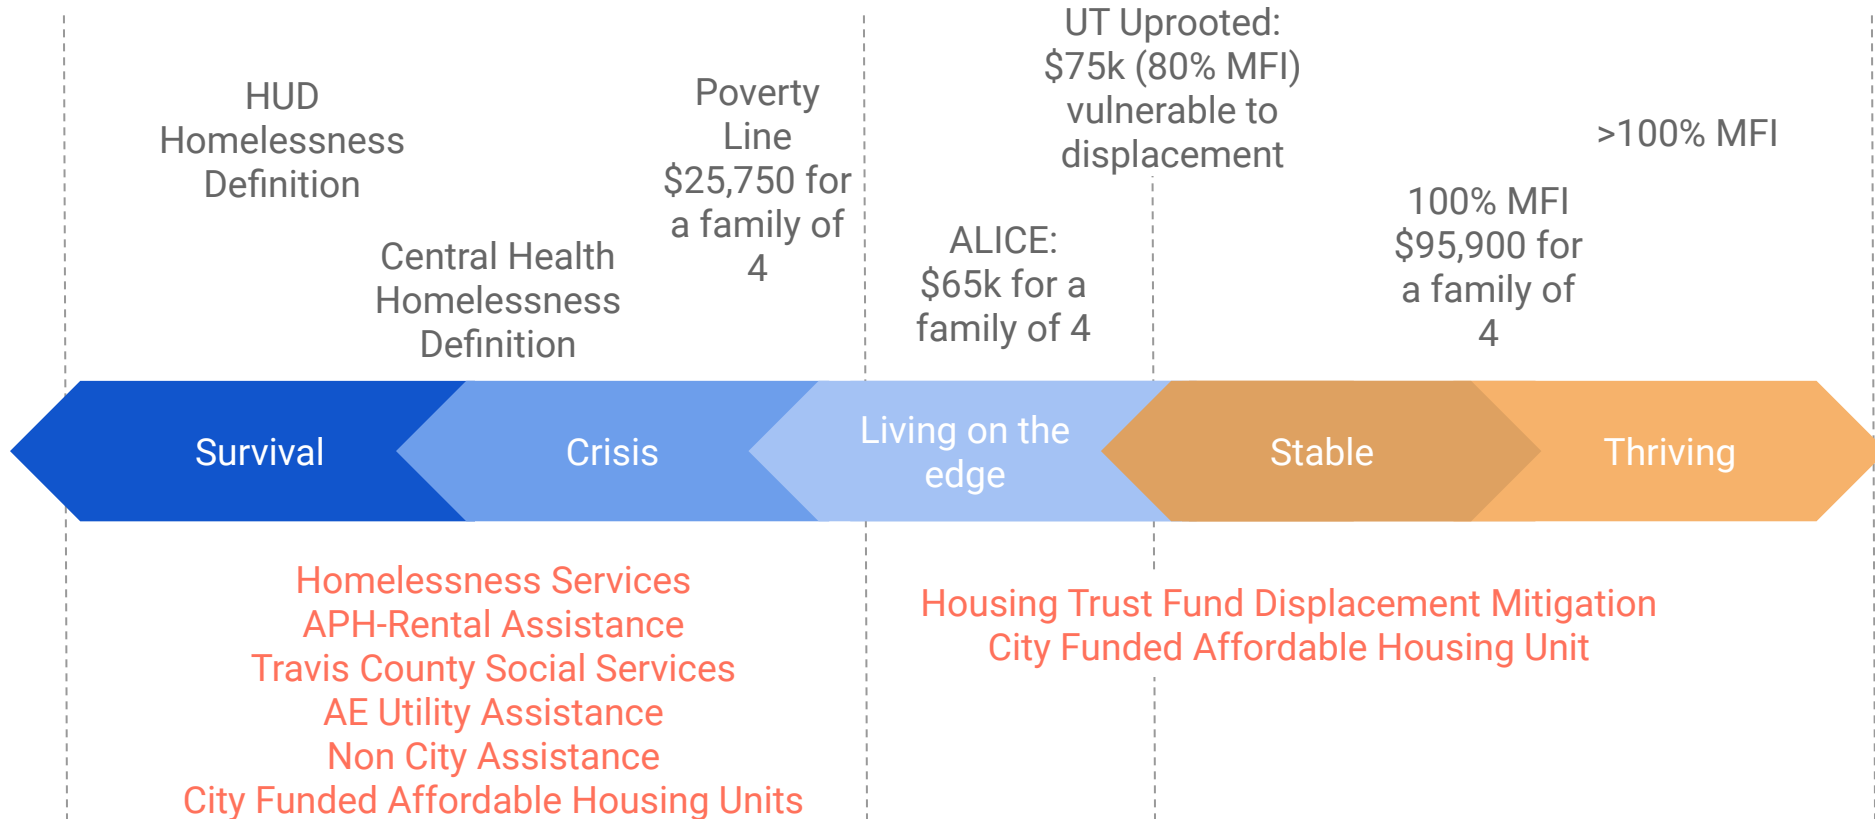 HUD
Homelessness
Definition
Central Health
Homelessness
Definition
Poverty
Line
$25,750 for
a family of
4
ALICE:
$65k for a
family of 4
UT Uprooted:
$75k (80% MFI)
vulnerable to
displacement
100% MFI
$95,900 for
a family of
4
>100% MFI
Survival
Crisis
Living on the
edge
Stable
Thriving
Homelessness Services
APH-Rental Assistance
Travis County Social Services
AE Utility Assistance
Non City Assistance
City Funded Affordable Housing Units
Housing Trust Fund Displacement Mitigation
City Funded Affordable Housing Unit